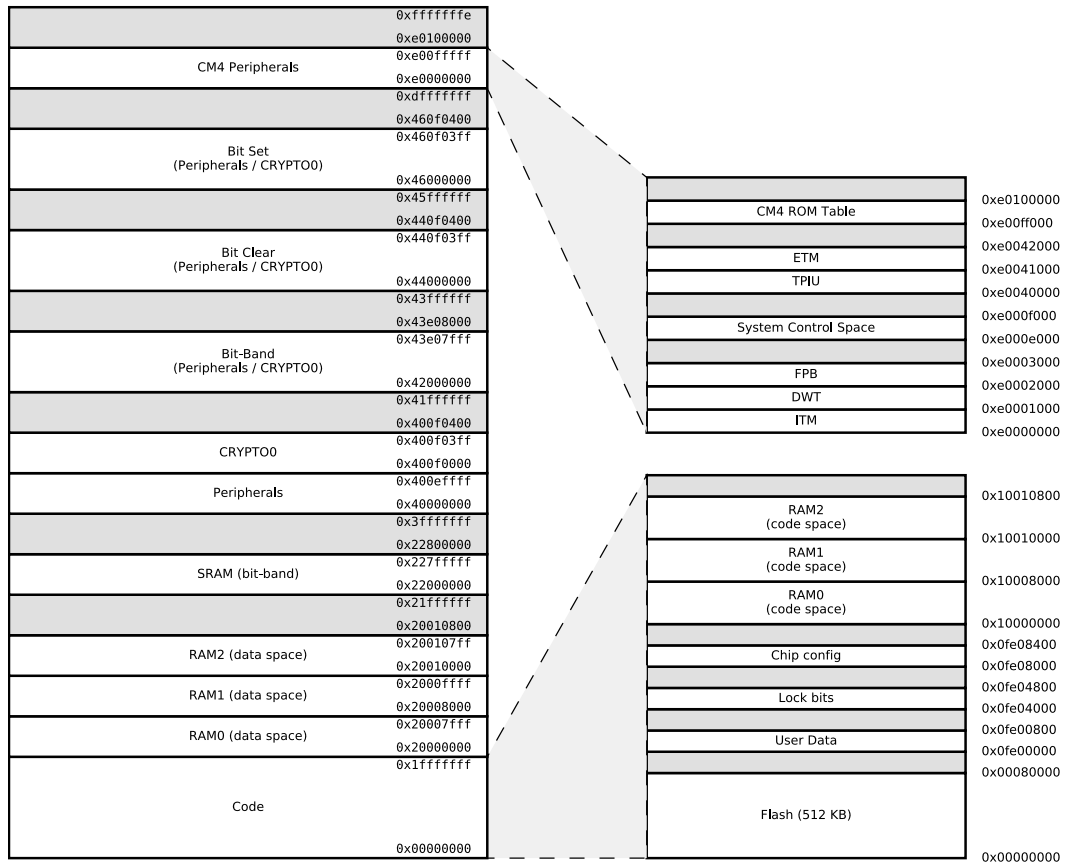 0xfffffffe
0xe0100000
CM4 Peripherals
0xe00fffff
0xe0000000
0xdfffffff
0x460f0400
0x460f03ff
Bit Set
(Peripherals / CRYPTO0)
0x46000000
0x45ffffff
0x440f0400
0x440f03ff
Bit Clear
(Peripherals / CRYPTO0)
0x44000000
0x43ffffff
0x43e08000
0x43e07fff
Bit-Band
(Peripherals / CRYPTO0)
0x42000000
0x41ffffff
0x400f0400
0x400f03ff
CRYPTO0
0x400f0000
0x400effff
Peripherals
0x40000000
0x3fffffff
0x22800000
0x227fffff
SRAM (bit-band)
0x22000000
0x21ffffff
0x20010800
0x200107ff
RAM2 (data space)
0x20010000
0x2000ffff
RAM1 (data space)
0x20008000
0x20007fff
RAM0 (data space)
0x20000000
0x1fffffff
Code
0x00000000
0xe0100000
CM4 ROM Table
0xe00ff000
0xe0042000
ETM
0xe0041000
TPIU
0xe0040000
0xe000f000
System Control Space
0xe000e000
0xe0003000
FPB
0xe0002000
DWT
0xe0001000
ITM
0xe0000000
0x10010800
RAM2
(code space)
0x10010000
RAM1
(code space)
0x10008000
RAM0
(code space)
0x10000000
0x0fe08400
Chip config
0x0fe08000
0x0fe04800
Lock bits
0x0fe04000
0x0fe00800
User Data
0x0fe00000
0x00080000
Flash (512 KB)
0x00000000